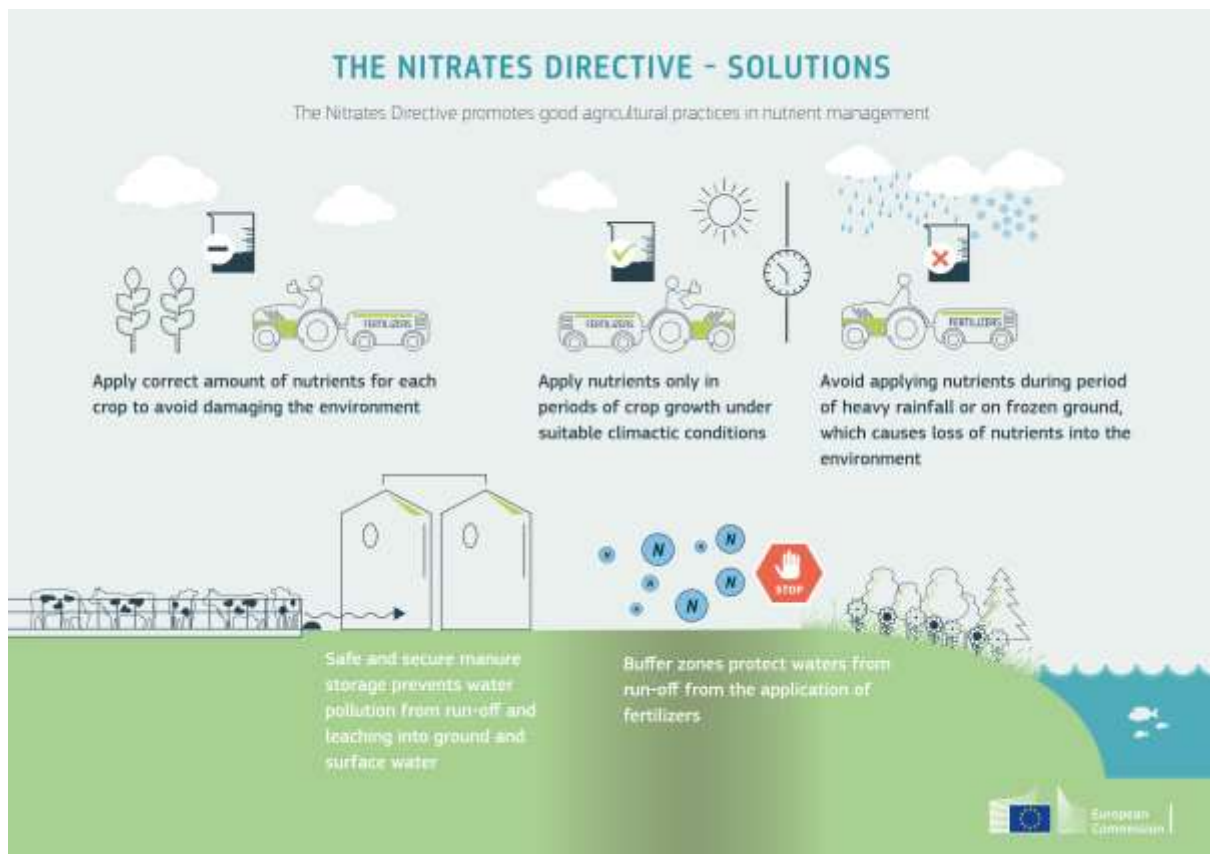 THE NITRATES DIRECTIVE - SOLUTIONS
The Nitrates Directive promotes good agricultural practices in nutrient management
FERTILIZERS
FERTILIZERS
FERTILIZERS
Apply correct amount of nutrients for each
crop to avoid damaging the environment
Apply nutrients only in
periods of crop growth under
suitable climactic conditions
Avoid applying nutrients during period
of heavy rainfall or on frozen ground,
which causes loss of nutrients into the
environment
N
N
N
N
N
N
N
N
STOP
Safe and secure manure
storage prevents water
pollution from run-off and
leaching into ground and
surface water
Buffer zones protect waters from
run-off from the application of
fertilizers
European
Commission